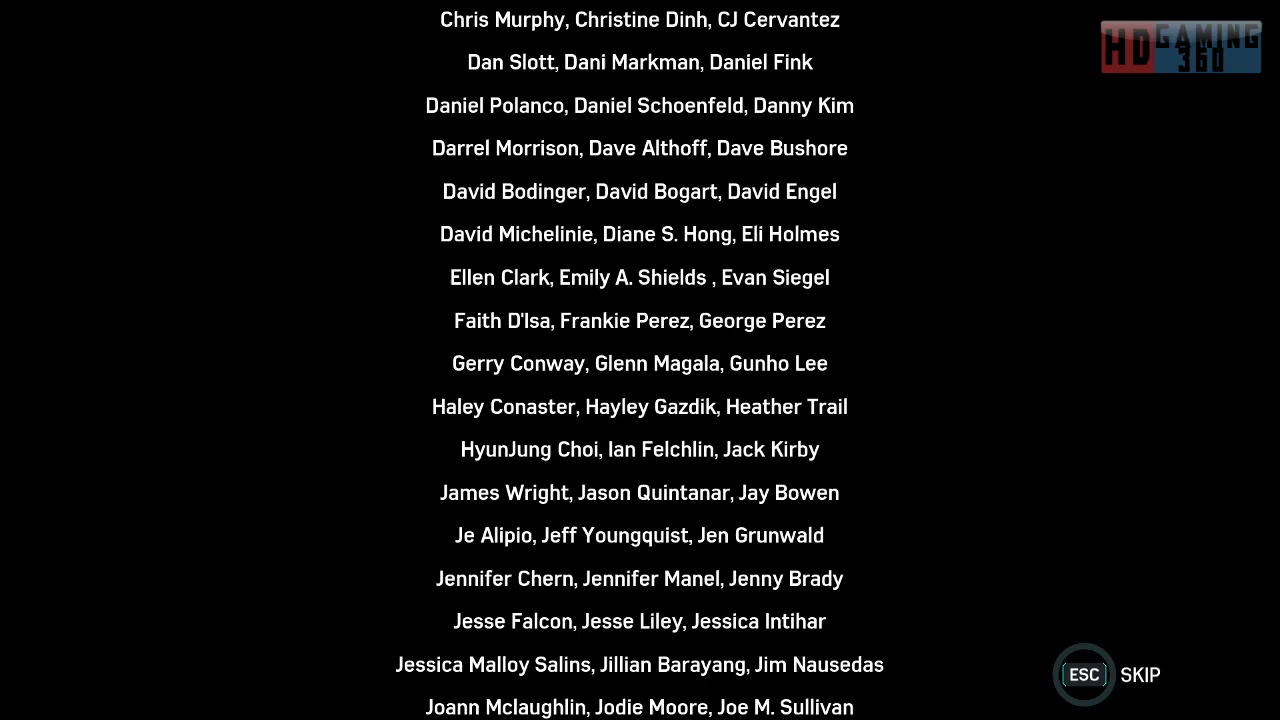 Chris Murphy, Christine Dinh, CJ Cervantez
HD GAMING 360
Dan Slott, Dani Markman, Daniel Fink
Daniel Polanco, Daniel Schoenfeld, Danny Kim
Darrel Morrison, Dave Althoff, Dave Bushore
David Bodinger, David Bogart, David Engel
David Michelinie, Diane S. Hong, Eli Holmes
Ellen Clark, Emily A. Shields , Evan Siegel
Faith D'Isa, Frankie Perez, George Perez
Gerry Conway, Glenn Magala, Gunho Lee
Haley Conaster, Hayley Gazdik, Heather Trail
HyunJung Choi, Ian Felchlin, Jack Kirby
James Wright, Jason Quintanar, Jay Bowen
Je Alipio, Jeff Youngquist, Jen Grunwald
Jennifer Chern, Jennifer Manel, Jenny Brady
Jesse Falcon, Jesse Liley, Jessica Intihar
Jessica Malloy Salins, Jillian Barayang, Jim Nausedas
ESC SKIP
Joann Mclaughlin, Jodie Moore, Joe M. Sullivan